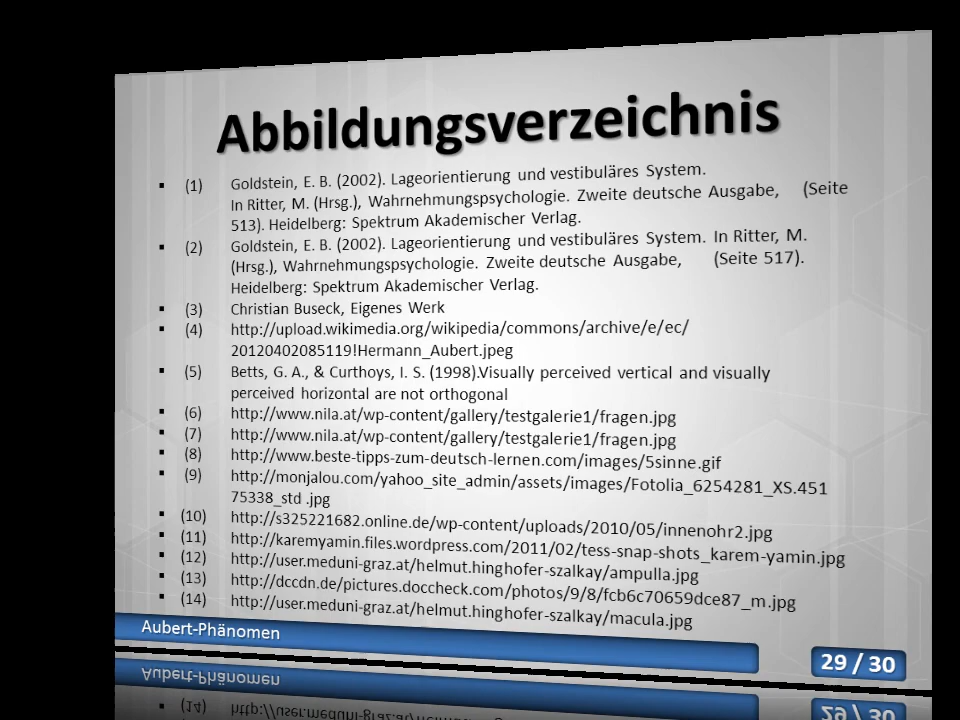 Abbildungsverzeichnis
▪ (1) Goldstein, E. B. (2002). Lageorientierung und vestibuläres System.
In Ritter, M. (Hrsg.), Wahrnehmungspsychologie. Zweite deutsche Ausgabe, (Seite
513). Heidelberg: Spektrum Akademischer Verlag.
▪ (2) Goldstein, E. B. (2002). Lageorientierung und vestibuläres System. In Ritter, M.
(Hrsg.), Wahrnehmungspsychologie. Zweite deutsche Ausgabe, (Seite 517).
Heidelberg: Spektrum Akademischer Verlag.
▪ (3) Christian Buseck, Eigenes Werk
▪ (4) http://upload.wikimedia.org/wikipedia/commons/archive/e/ec/
20120402085119!Hermann_Aubert.jpeg
▪ (5) Betts, G. A., & Curthoys, I. S. (1998).Visually perceived vertical and visually
perceived horizontal are not orthogonal
▪ (6) http://www.nila.at/wp-content/gallery/testgalerie1/fragen.jpg
▪ (7) http://www.nila.at/wp-content/gallery/testgalerie1/fragen.jpg
▪ (8) http://www.beste-tipps-zum-deutsch-lernen.com/images/5sinne.gif
▪ (9) http://monjalou.com/yahoo_site_admin/assets/images/Fotolia_6254281_XS.451
75338_std .jpg
▪ (10) http://s325221682.online.de/wp-content/uploads/2010/05/innenohr2.jpg
▪ (11) http://karemyamin.files.wordpress.com/2011/02/tess-snap-shots_karem-yamin.jpg
▪ (12) http://user.meduni-graz.at/helmut.hinghofer-szalkay/ampulla.jpg
▪ (13) http://dccdn.de/pictures.doccheck.com/photos/9/8/fcb6c70659dce87_m.jpg
▪ (14) http://user.meduni-graz.at/helmut.hinghofer-szalkay/macula.jpg
Aubert-Phänomen
29 / 30